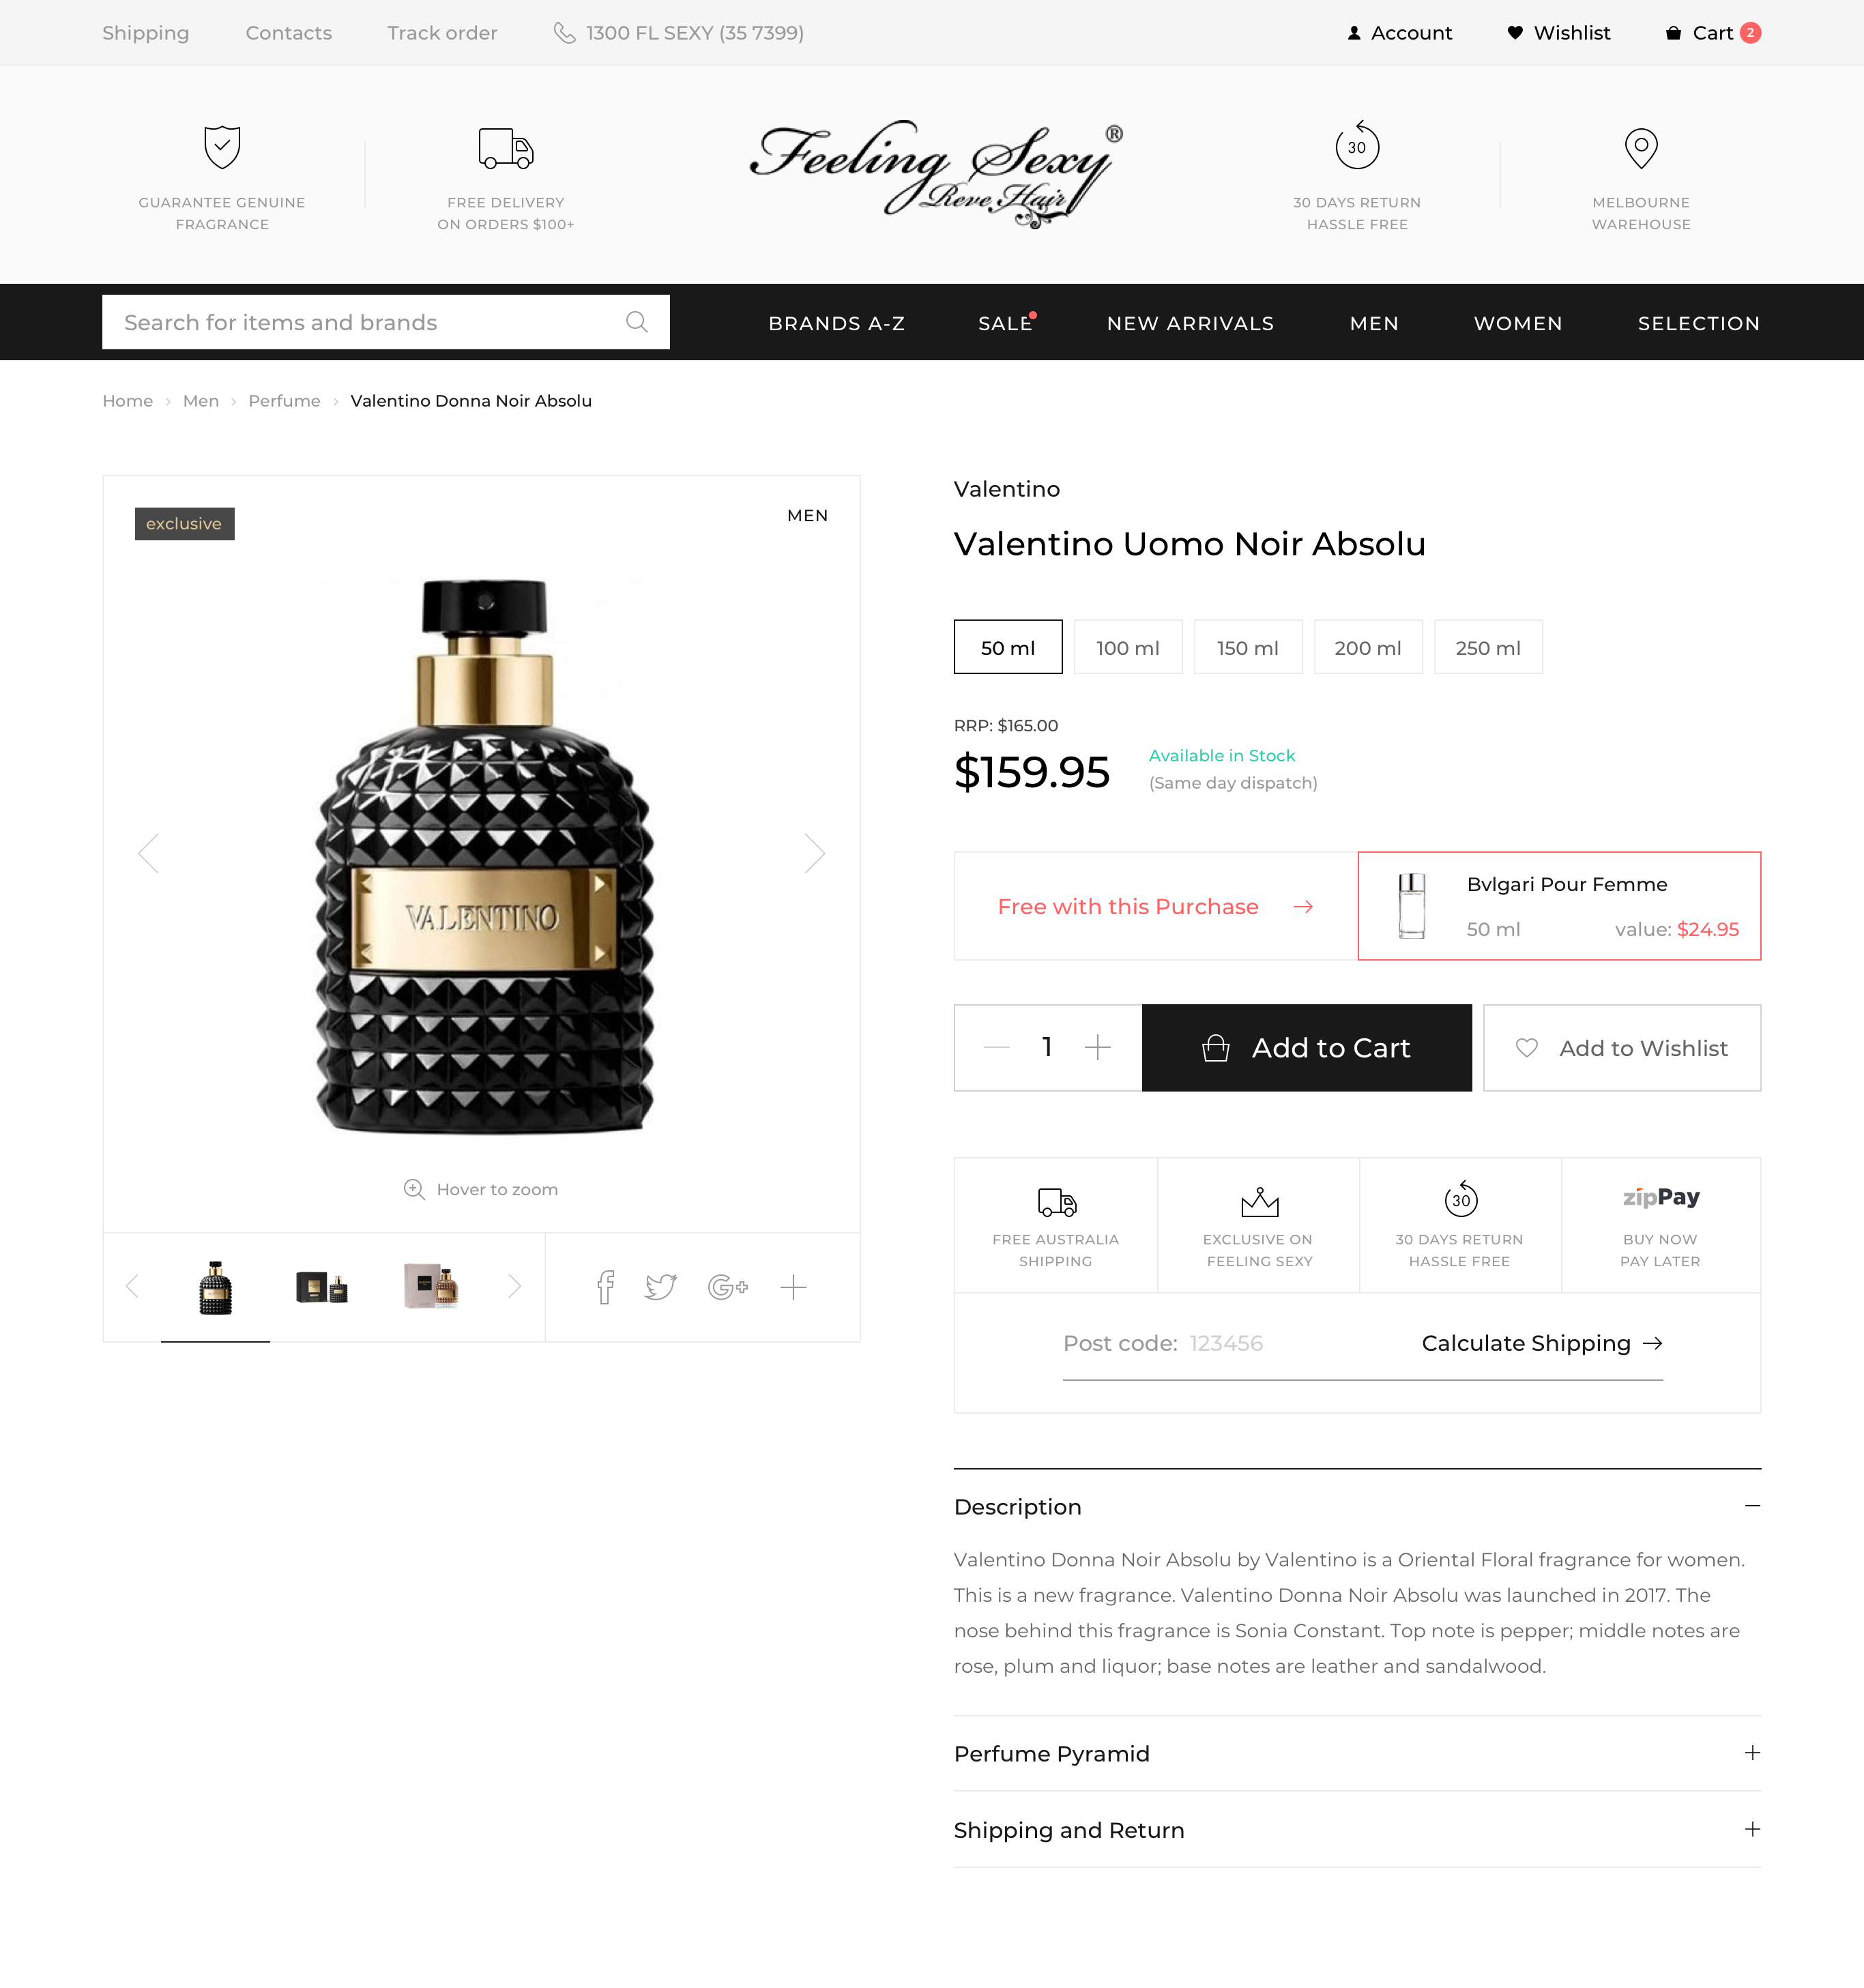 Shipping
Contacts
Track order
1300 FL SEXY (35 7399)
Account
Wishlist
Cart 2
GUARANTEE GENUINE
FRAGRANCE
FREE DELIVERY
ON ORDERS $100+
Feeling Sexy®
Reve Hair
30
30 DAYS RETURN
HASSLE FREE
MELBOURNE
WAREHOUSE
Search for items and brands
BRANDS A-Z
SALE
NEW ARRIVALS
MEN
WOMEN
SELECTION
Home › Men › Perfume › Valentino Donna Noir Absolu
exclusive
MEN
VALENTINO
Hover to zoom
Valentino
Valentino Uomo Noir Absolu
50 ml
100 ml
150 ml
200 ml
250 ml
RRP: $165.00
$159.95
Available in Stock
(Same day dispatch)
Free with this Purchase
Bvlgari Pour Femme
50 ml
value: $24.95
1
Add to Cart
Add to Wishlist
FREE AUSTRALIA
SHIPPING
EXCLUSIVE ON
FEELING SEXY
30
30 DAYS RETURN
HASSLE FREE
zipPay
BUY NOW
PAY LATER
Post code: 123456
Calculate Shipping
Description
Valentino Donna Noir Absolu by Valentino is a Oriental Floral fragrance for women.
This is a new fragrance. Valentino Donna Noir Absolu was launched in 2017. The
nose behind this fragrance is Sonia Constant. Top note is pepper; middle notes are
rose, plum and liquor; base notes are leather and sandalwood.
Perfume Pyramid
Shipping and Return